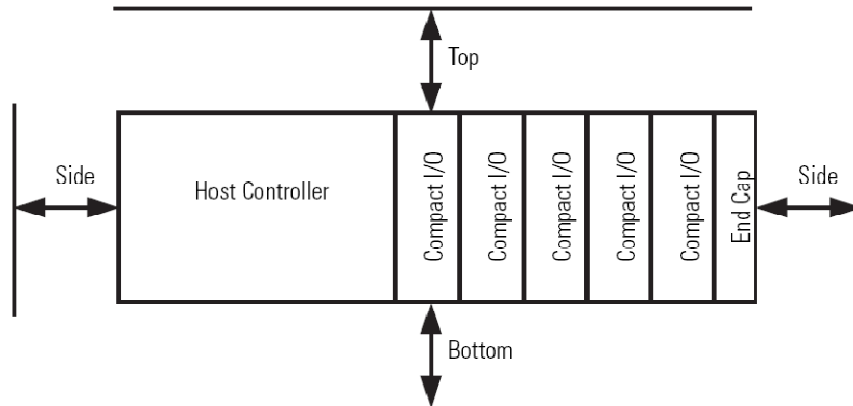 Top
Side
Host Controller
Compact I/O
Compact I/O
Compact I/O
Compact I/O
Compact I/O
End Cap
Side
Bottom